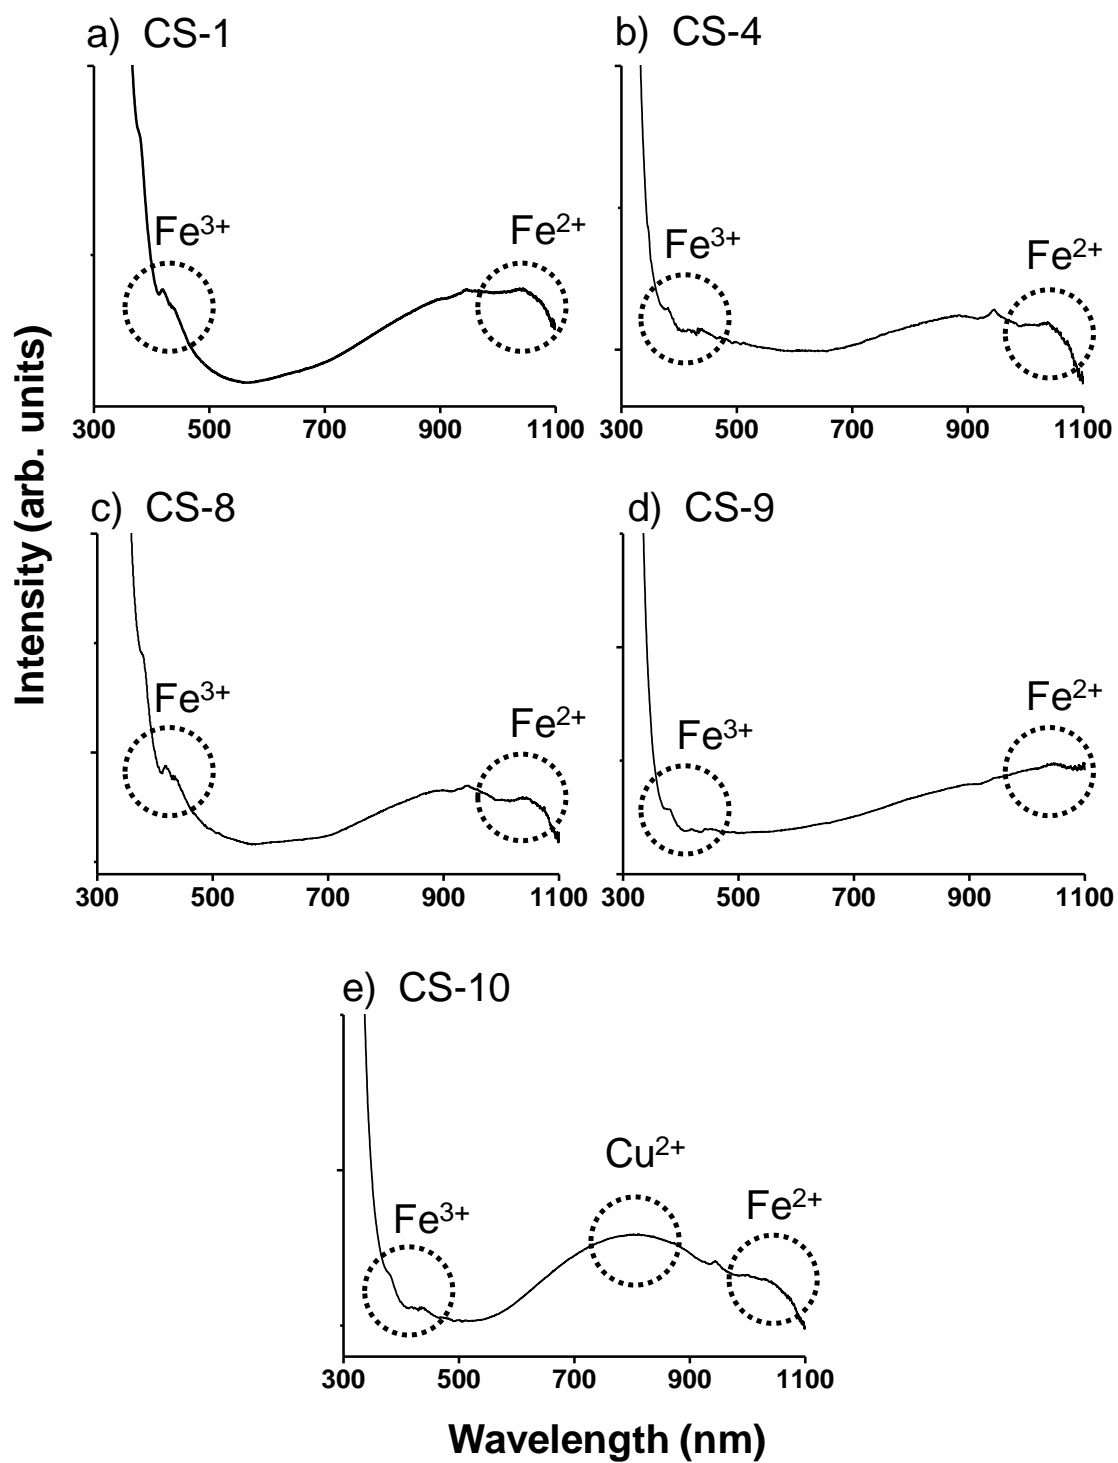 a) CS-1
b) CS-4
Fe3+
Fe2+
Fe3+
Fe2+
300 500 700 900 1100
300 500 700 900 1100
c) CS-8
d) CS-9
Fe3+
Fe2+
Fe3+
Fe2+
300 500 700 900 1100
300 500 700 900 1100
e) CS-10
Fe3+
Cu2+
Fe2+
300 500 700 900 1100
Intensity (arb. units)
Wavelength (nm)